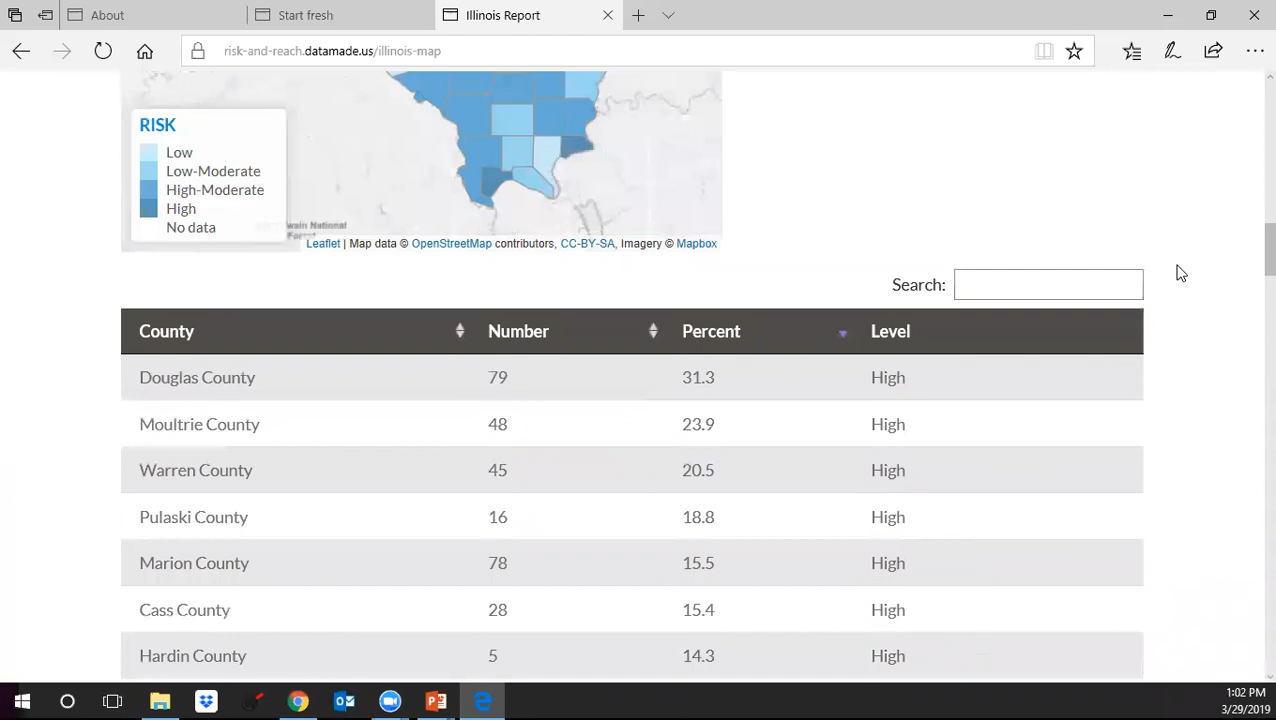 About
Start fresh
Illinois Report
risk-and-reach.datamade.us/illinois-map
RISK
Low
Low-Moderate
High-Moderate
High
No data
Leaflet | Map data © OpenStreetMap contributors, CC-BY-SA, Imagery © Mapbox
Search:
County Number Percent Level
Douglas County 79 31.3 High
Moultrie County 48 23.9 High
Warren County 45 20.5 High
Pulaski County 16 18.8 High
Marion County 78 15.5 High
Cass County 28 15.4 High
Hardin County 5 14.3 High
1:02 PM
3/29/2019